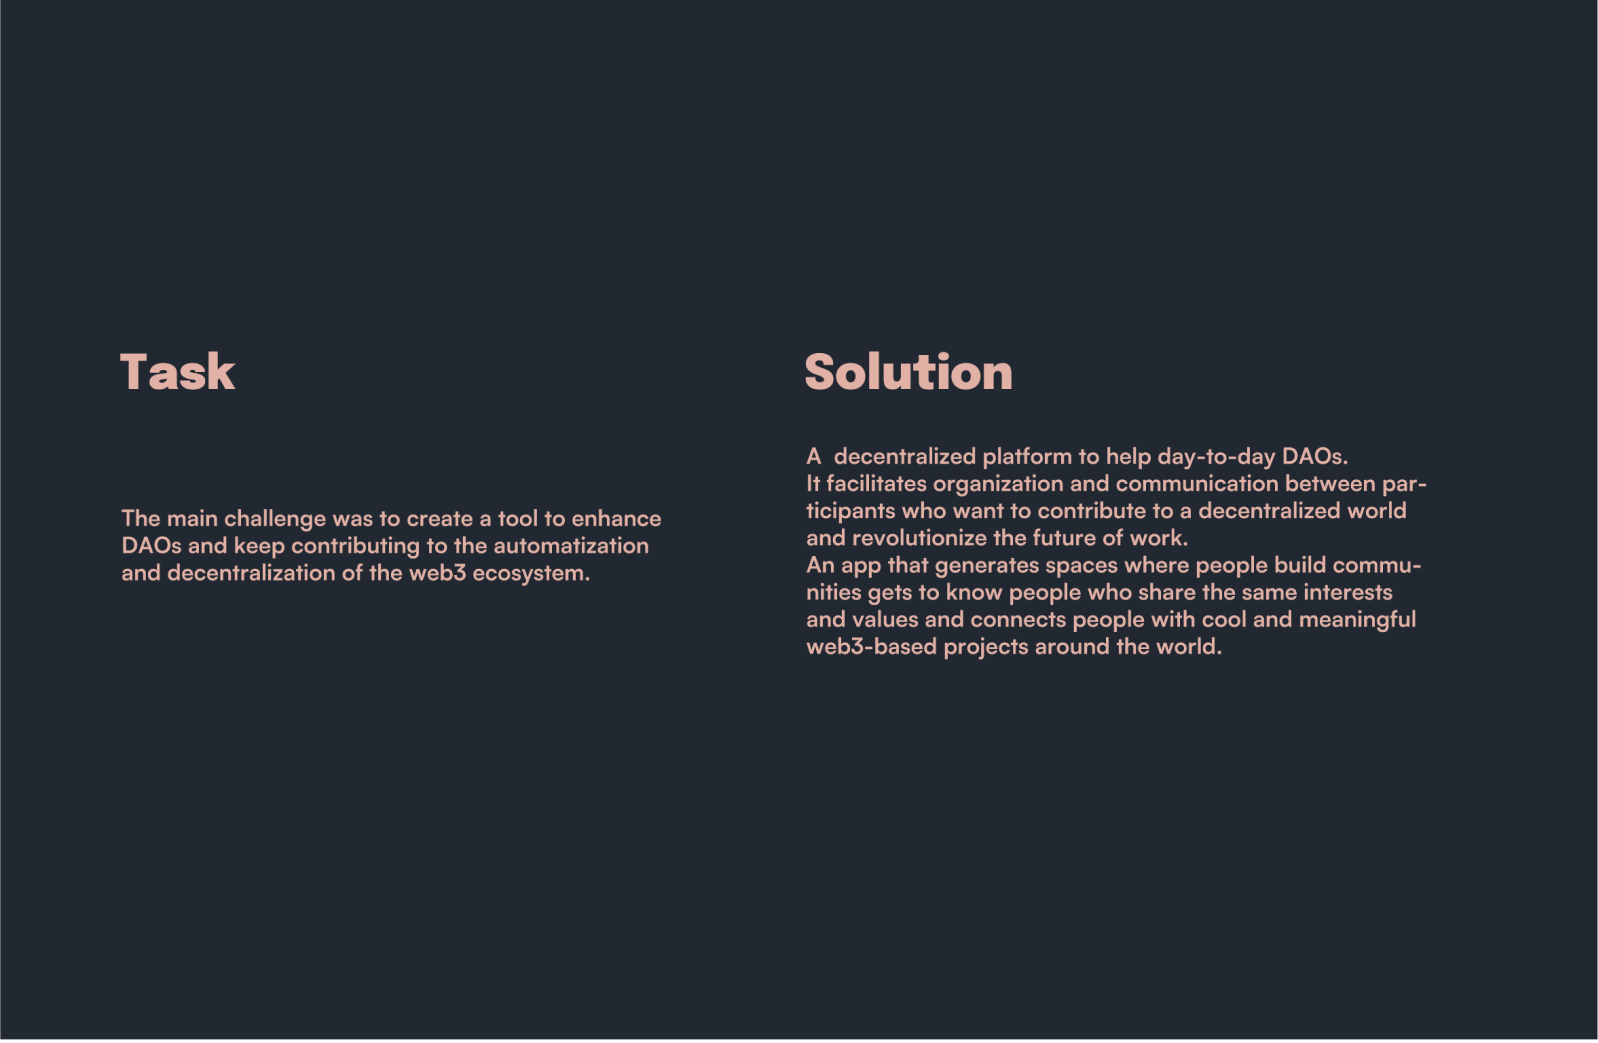 Task
The main challenge was to create a tool to enhance
DAOs and keep contributing to the automatization
and decentralization of the web3 ecosystem.
Solution
A  decentralized platform to help day-to-day DAOs.
It facilitates organization and communication between par-
ticipants who want to contribute to a decentralized world
and revolutionize the future of work.
An app that generates spaces where people build commu-
nities gets to know people who share the same interests
and values and connects people with cool and meaningful
web3-based projects around the world.